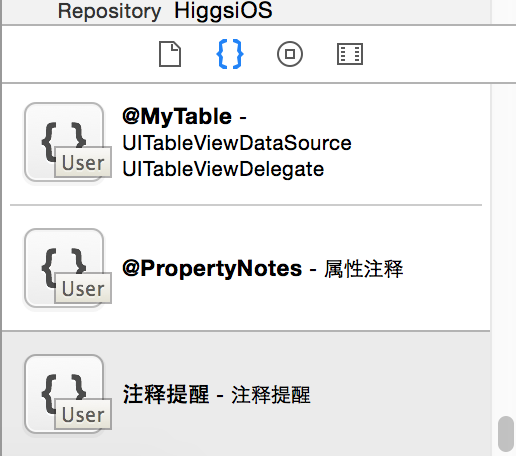 Repository HiggsiOS
@MyTable -
UITableViewDataSource
UITableViewDelegate
{ }
User
@PropertyNotes - 属性注释
{ }
User
注释提醒 - 注释提醒
{ }
User